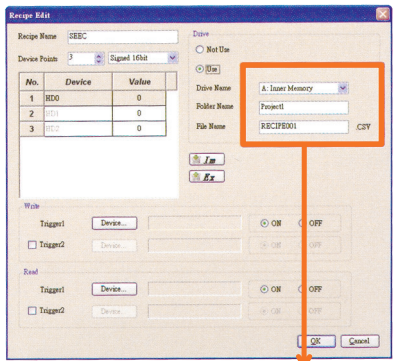 Recipe Edit
Recipe Name SEEC
Device Points 3 Signed 16bit
No. Device Value
1 HD0 0
2 HD1 0
3 HD2 0
Drive
Not Use
Use
Drive Name A: Inner Memory
Folder Name Project1
File Name RECIPE001 .CSV
Im
Ex
Write
Trigger1 Device... ON OFF
Trigger2 Device... ON OFF
Read
Trigger1 Device... ON OFF
Trigger2 Device... ON OFF
OK Cancel